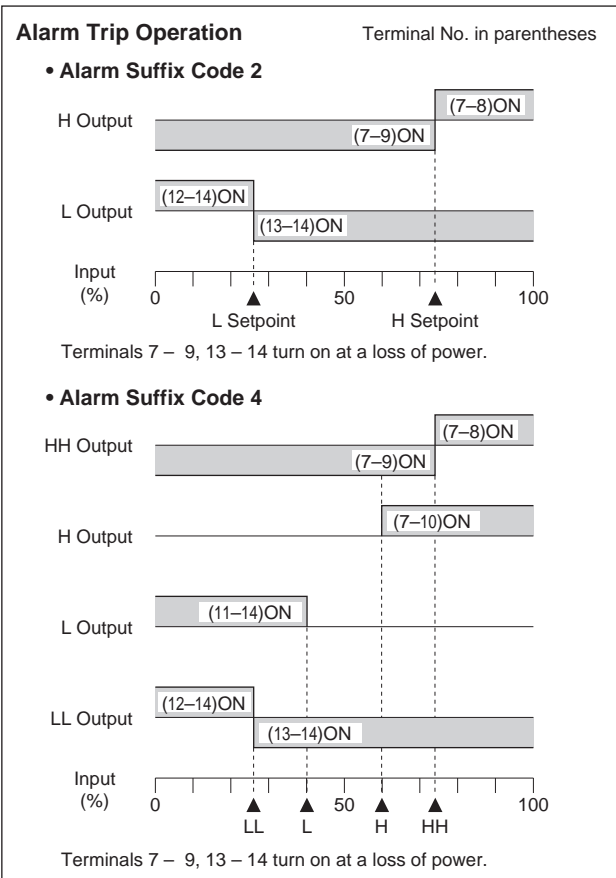 Alarm Trip Operation Terminal No. in parentheses
• Alarm Suffix Code 2
(7–8)ON
H Output
(7–9)ON
(12–14)ON
L Output
(13–14)ON
Input
(%)
0 50 100
L Setpoint H Setpoint
Terminals 7 – 9, 13 – 14 turn on at a loss of power.
• Alarm Suffix Code 4
(7–8)ON
HH Output
(7–9)ON
(7–10)ON
H Output
(11–14)ON
L Output
(12–14)ON
LL Output
(13–14)ON
Input
(%)
0 50 100
LL L H HH
Terminals 7 – 9, 13 – 14 turn on at a loss of power.